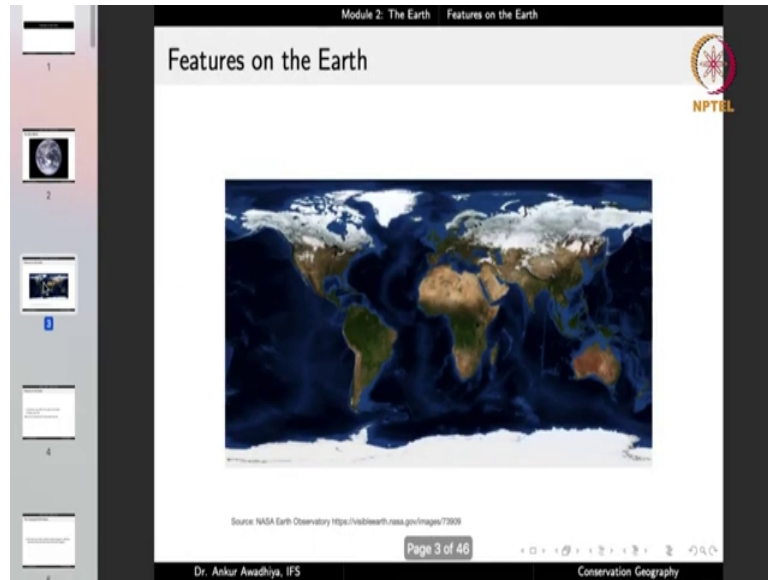 Module 2: The Earth Features on the Earth
Features on the Earth
NPTEL
1
2
3
4
Source: NASA Earth Observatory https://visibleearth.nasa.gov/images/73909
Page 3 of 46
Dr. Ankur Awadhiya, IFS Conservation Geography